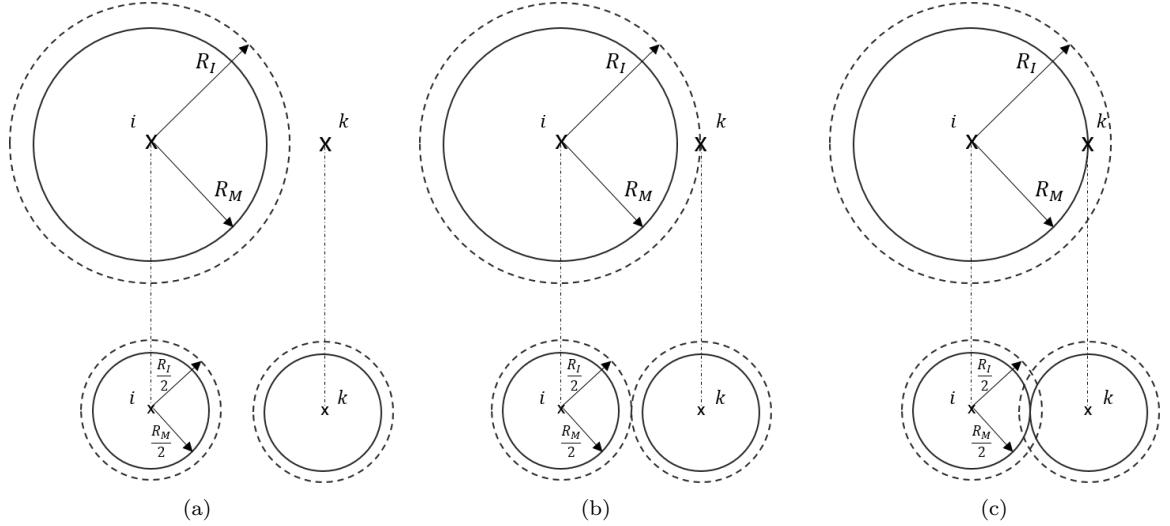 R_I
i
k
R_M
R_I
i
k
R_M
R_I
i
k
R_M
R_I/2
i
k
R_M/2
R_I/2
i
k
R_M/2
R_I/2
i
k
R_M/2
(a)
(b)
(c)